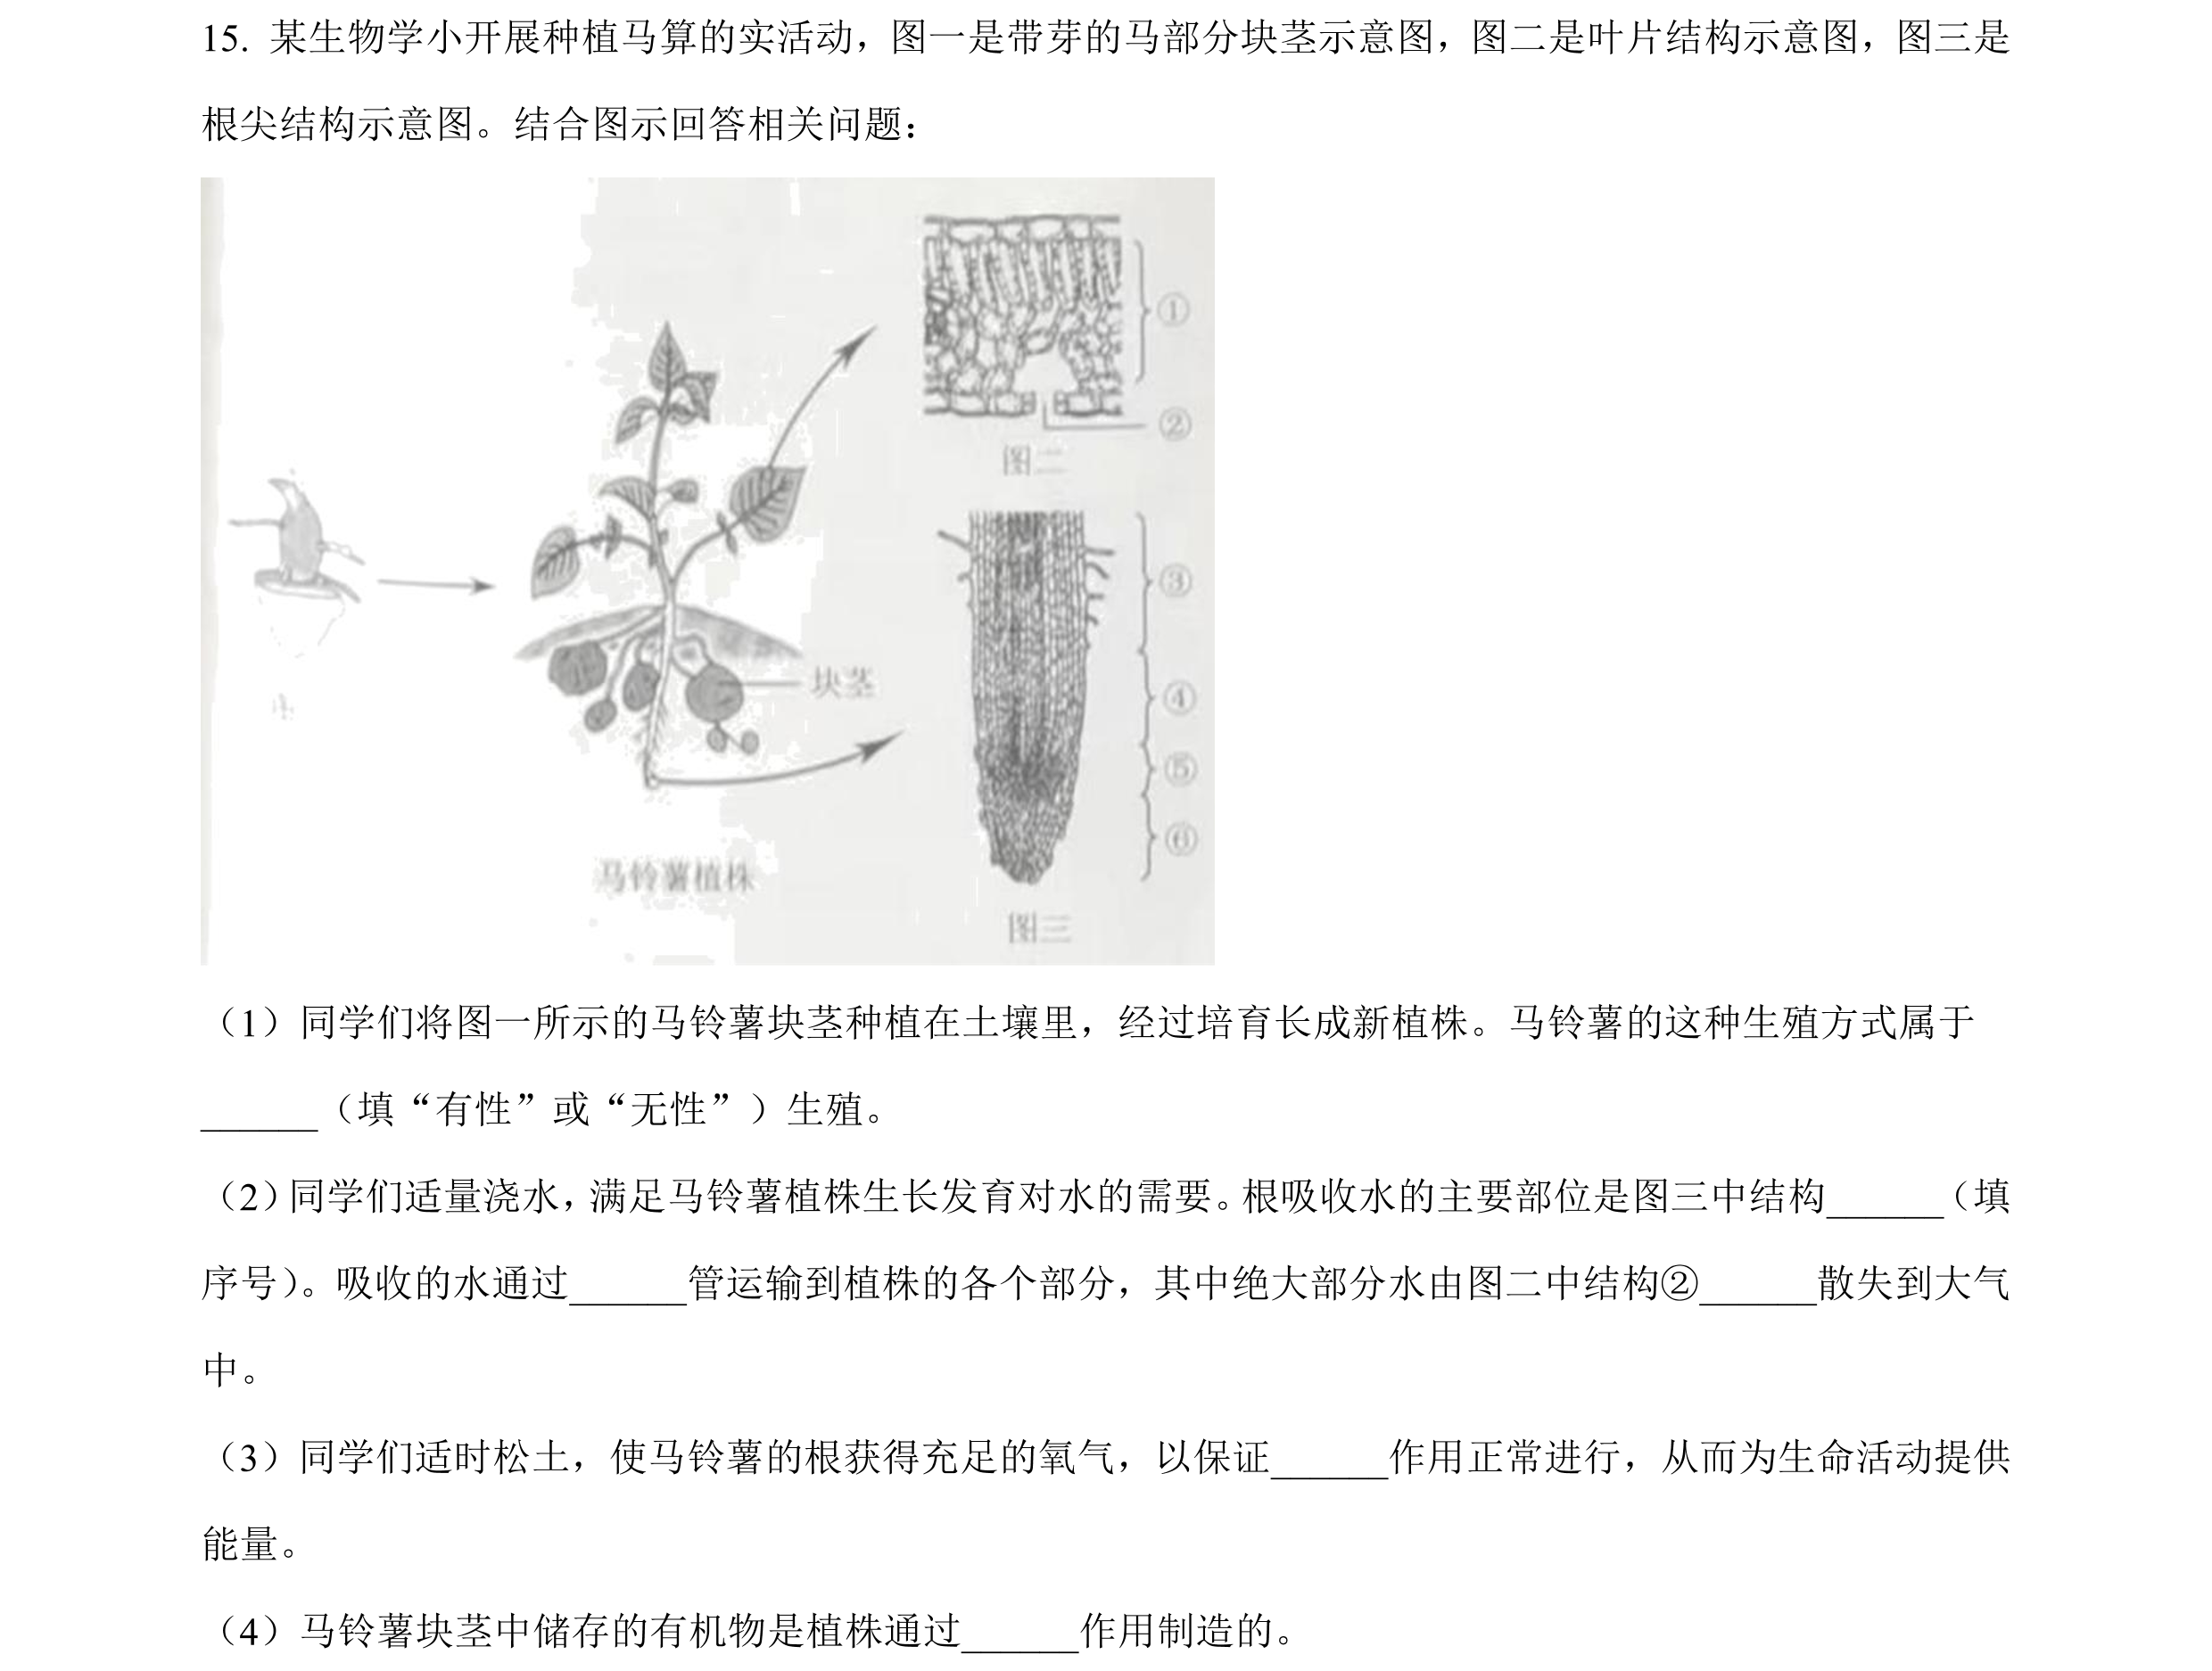 15. 某生物学小开展种植马算的实活动，图一是带芽的马部分块茎示意图，图二是叶片结构示意图，图三是
根尖结构示意图。结合图示回答相关问题：
①
②
图二
③
④
块茎
⑤
⑥
马铃薯植株
图三
（1）同学们将图一所示的马铃薯块茎种植在土壤里，经过培育长成新植株。马铃薯的这种生殖方式属于
______（填“有性”或“无性”）生殖。
（2）同学们适量浇水，满足马铃薯植株生长发育对水的需要。根吸收水的主要部位是图三中结构______（填
序号）。吸收的水通过______管运输到植株的各个部分，其中绝大部分水由图二中结构②______散失到大气
中。
（3）同学们适时松土，使马铃薯的根获得充足的氧气，以保证______作用正常进行，从而为生命活动提供
能量。
（4）马铃薯块茎中储存的有机物是植株通过______作用制造的。